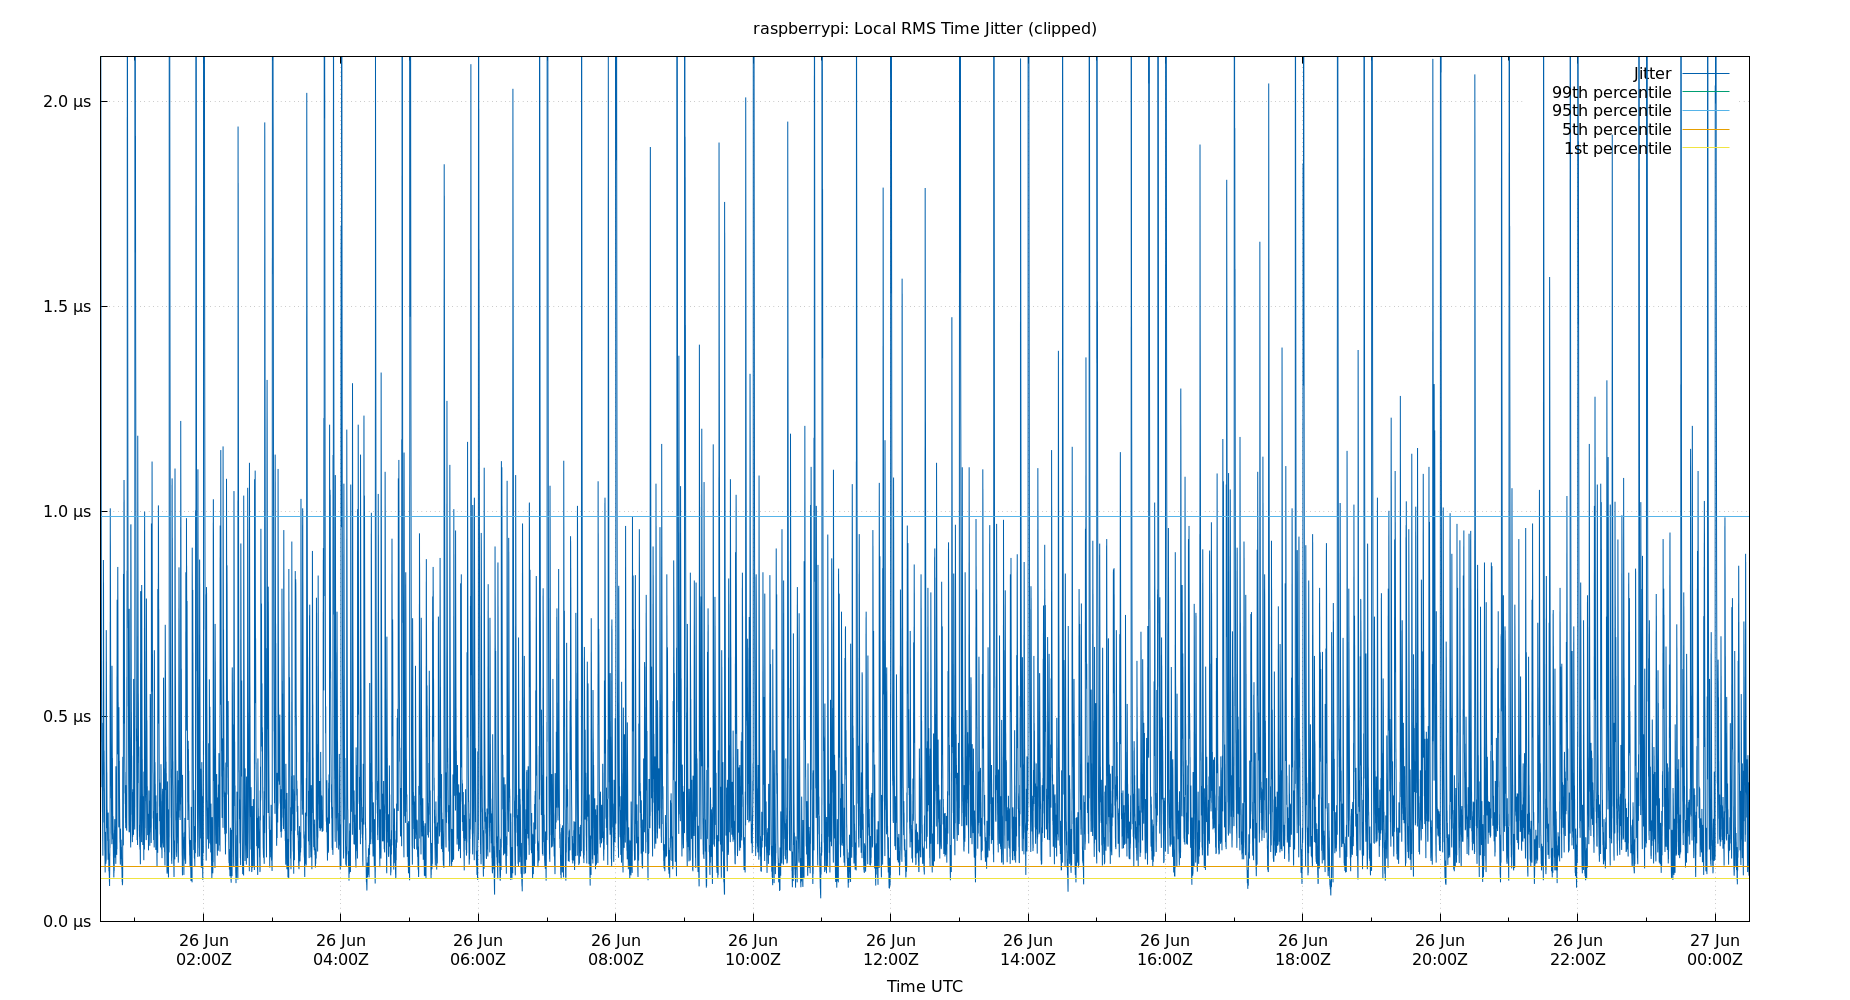 raspberrypi: Local RMS Time Jitter (clipped)
Jitter
99th percentile
95th percentile
5th percentile
1st percentile
2.0 µs
1.5 µs
1.0 µs
0.5 µs
0.0 µs
26 Jun 26 Jun 26 Jun 26 Jun 26 Jun 26 Jun 26 Jun 26 Jun 26 Jun 26 Jun 26 Jun 27 Jun
02:00Z 04:00Z 06:00Z 08:00Z 10:00Z 12:00Z 14:00Z 16:00Z 18:00Z 20:00Z 22:00Z 00:00Z
Time UTC